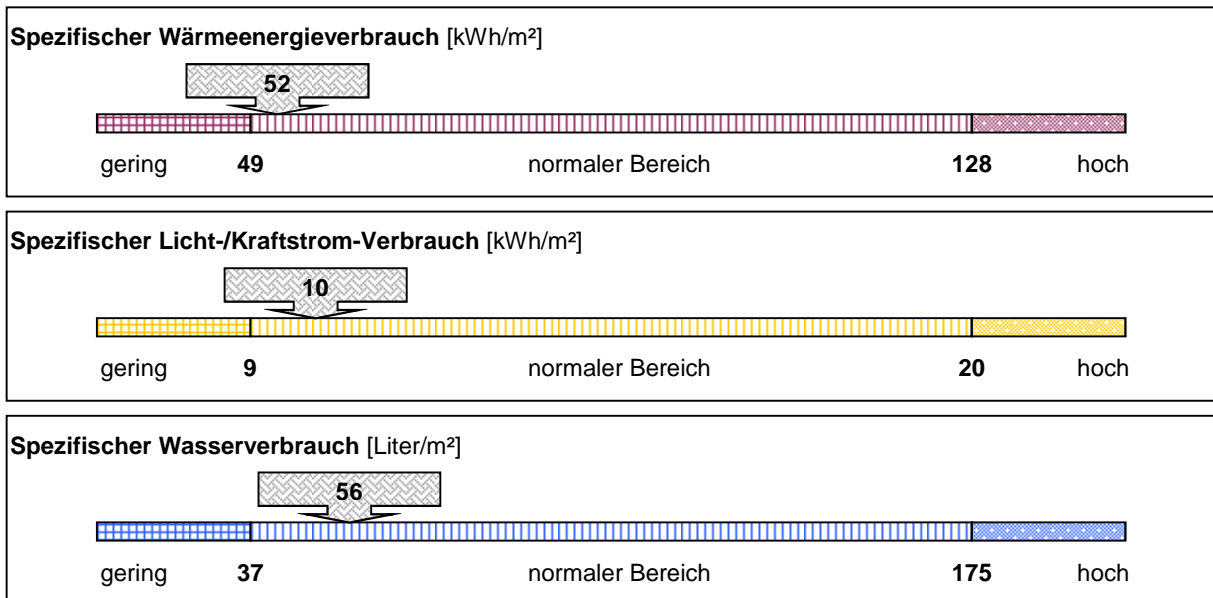 Spezifischer Wärmeenergieverbrauch [kWh/m²]
52
gering 49 normaler Bereich 128 hoch
Spezifischer Licht-/Kraftstrom-Verbrauch [kWh/m²]
10
gering 9 normaler Bereich 20 hoch
Spezifischer Wasserverbrauch [Liter/m²]
56
gering 37 normaler Bereich 175 hoch